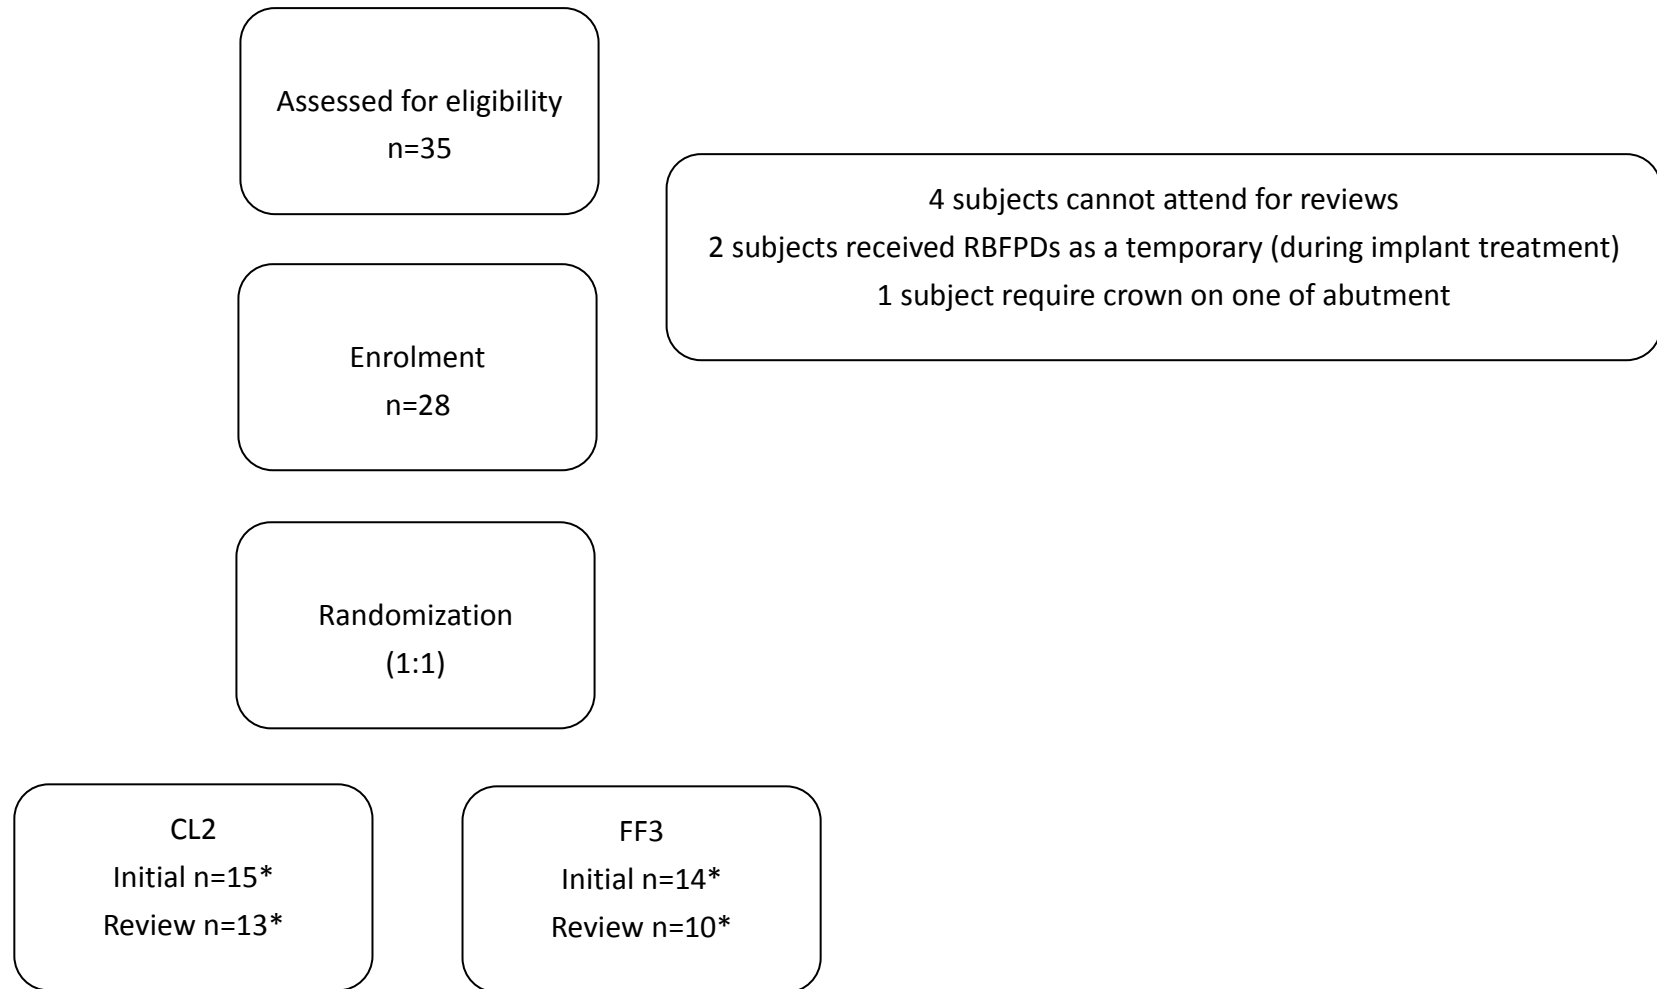 Assessed for eligibility
n=35
4 subjects cannot attend for reviews
2 subjects received RBFPDs as a temporary (during implant treatment)
1 subject require crown on one of abutment
Enrolment
n=28
Randomization
(1:1)
CL2
Initial n=15*
Review n=13*
FF3
Initial n=14*
Review n=10*